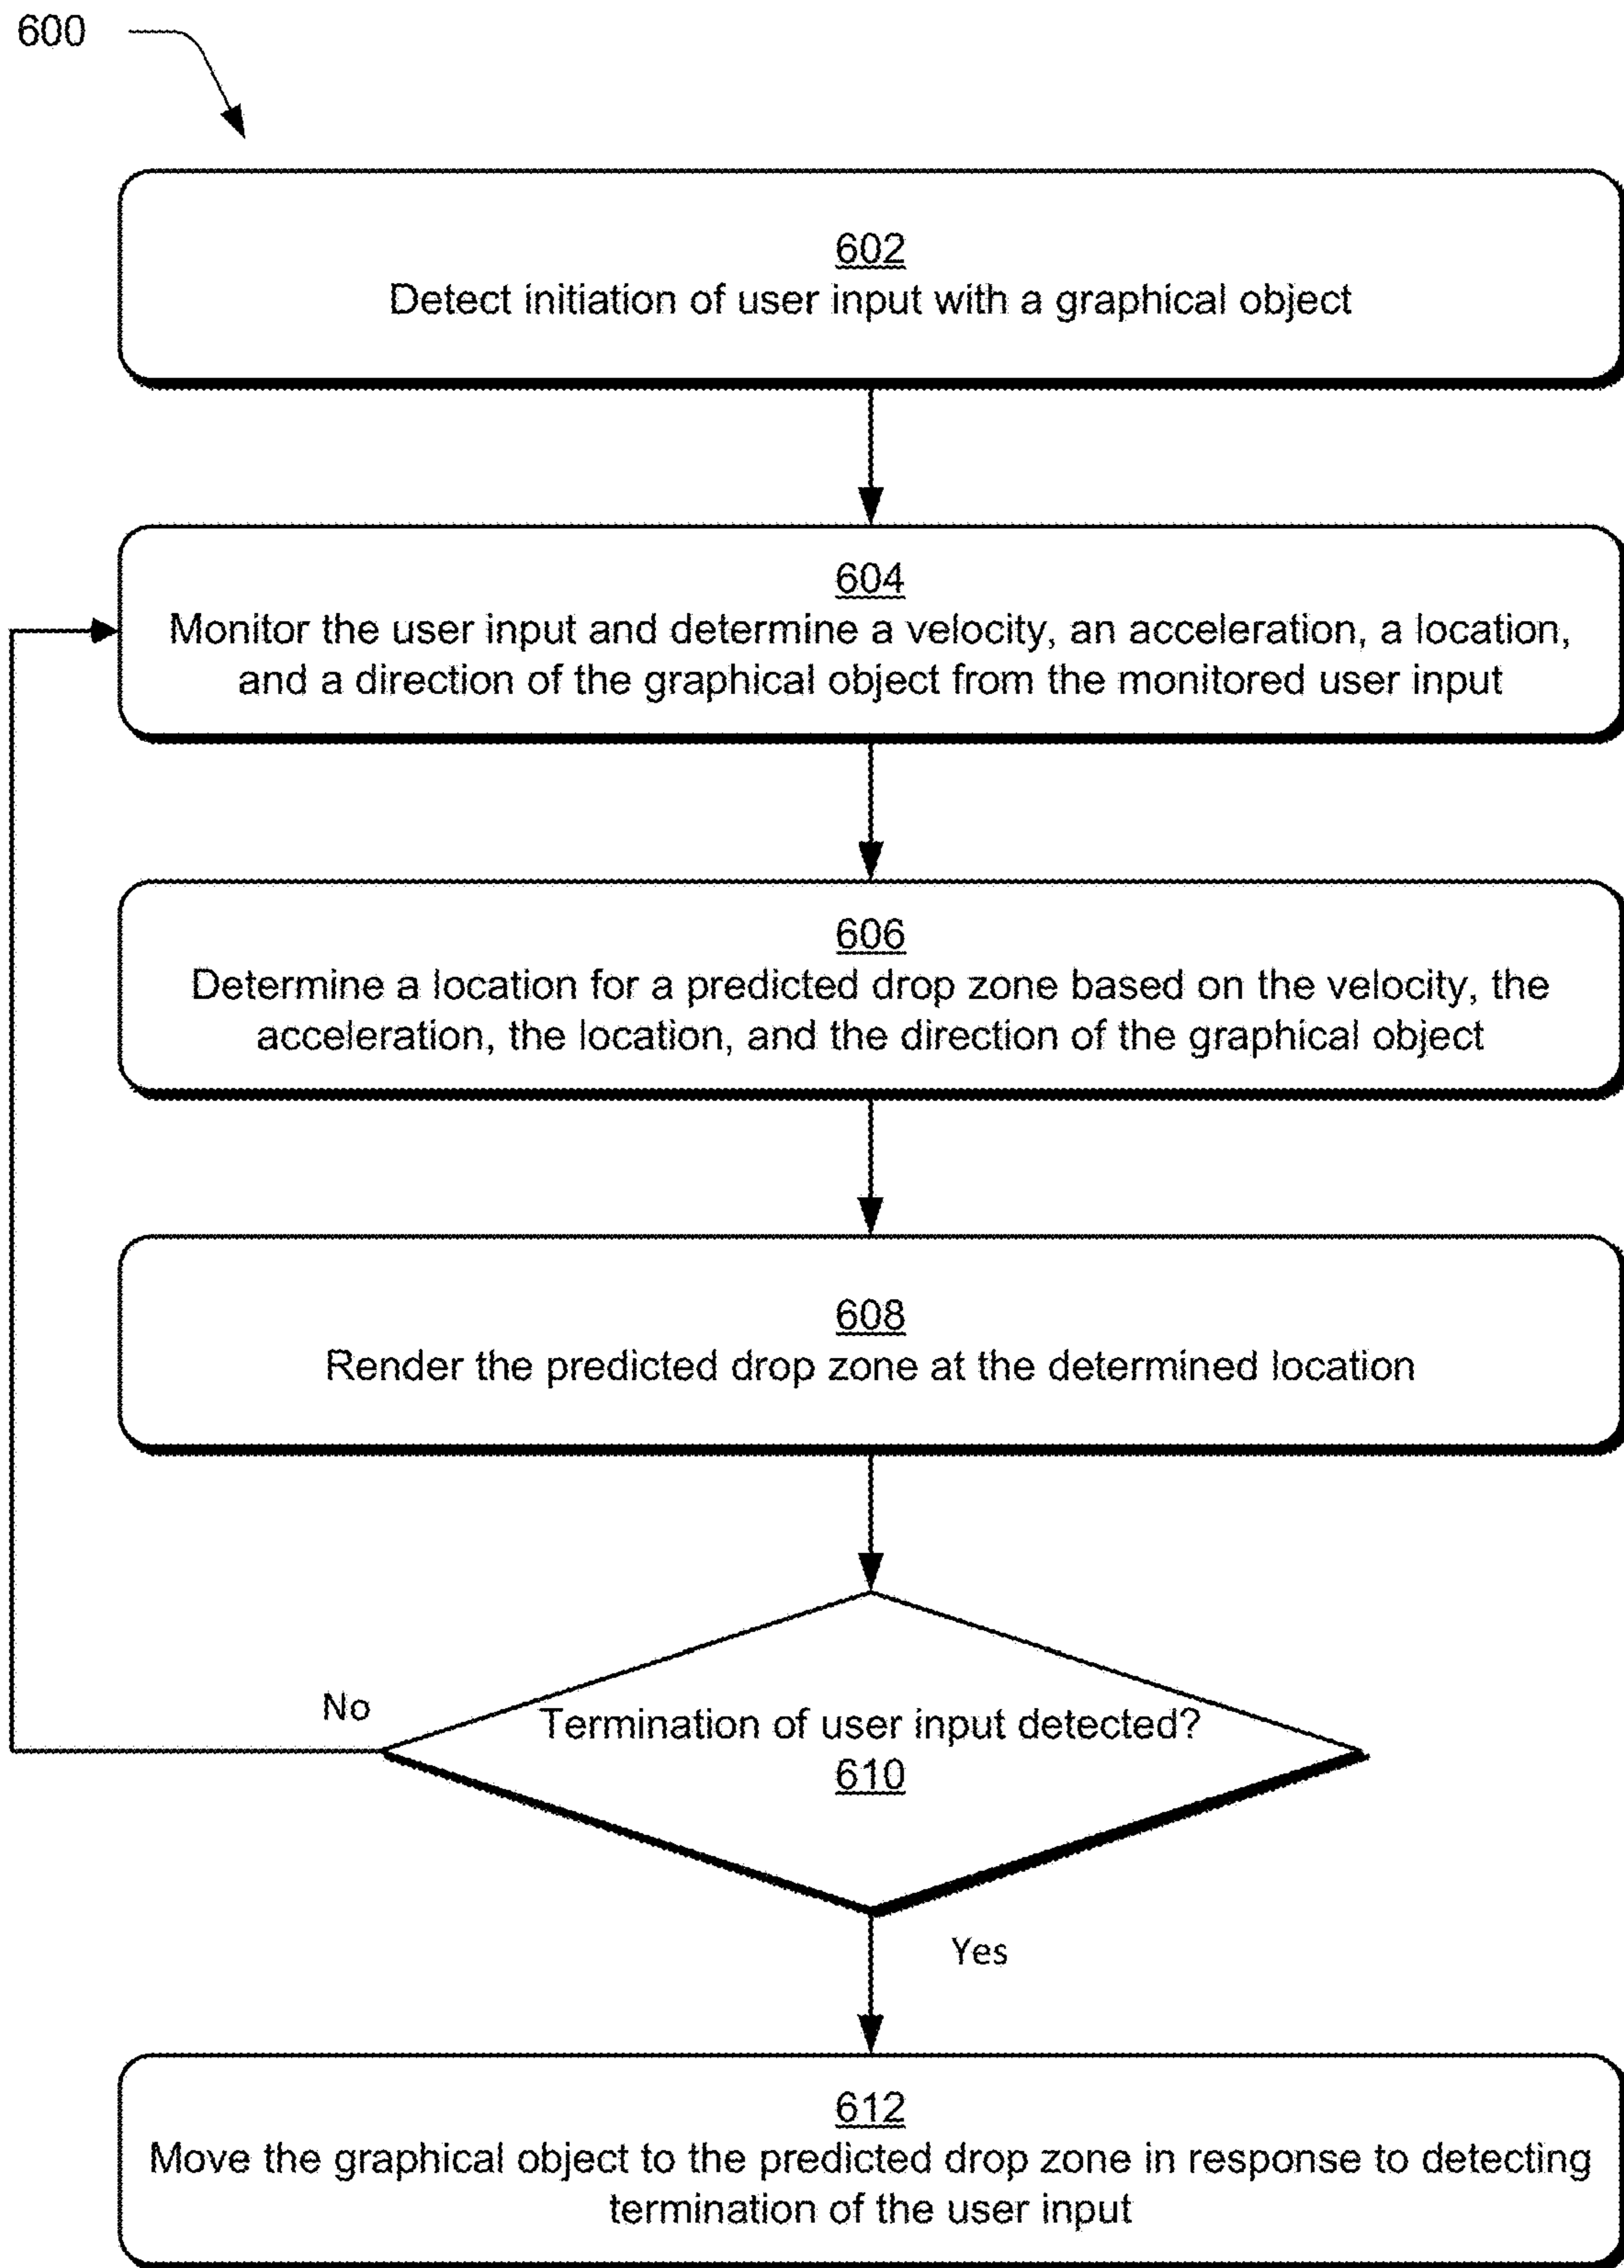 600
602
Detect initiation of user input with a graphical object
604
Monitor the user input and determine a velocity, an acceleration, a location,
and a direction of the graphical object from the monitored user input
606
Determine a location for a predicted drop zone based on the velocity, the
acceleration, the location, and the direction of the graphical object
608
Render the predicted drop zone at the determined location
No
Termination of user input detected?
610
Yes
612
Move the graphical object to the predicted drop zone in response to detecting
termination of the user input